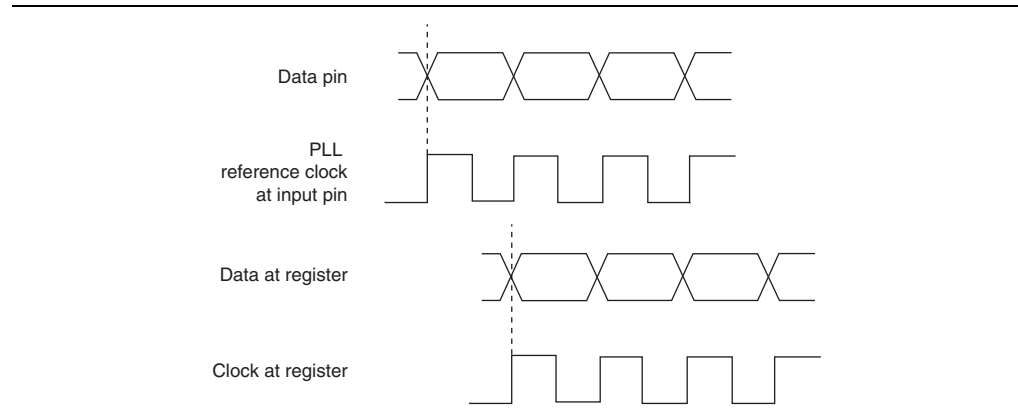 Data pin
PLL
reference clock
at input pin
Data at register
Clock at register